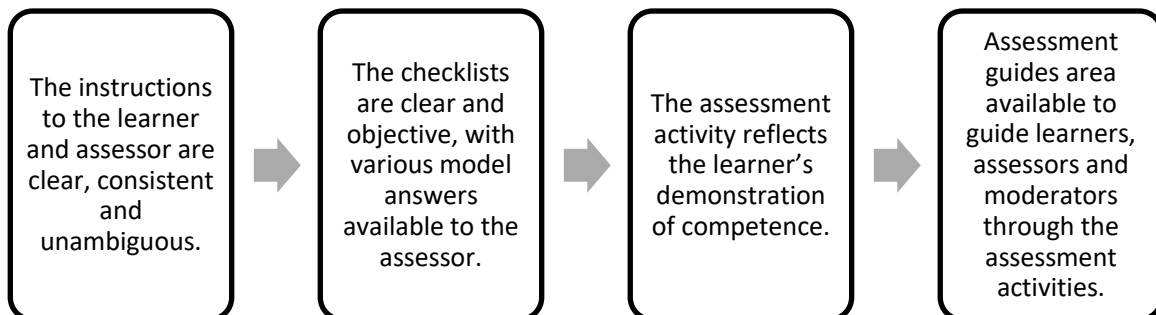 The instructions
to the learner
and assessor are
clear, consistent
and
unambiguous.
The checklists
are clear and
objective, with
various model
answers
available to the
assessor.
The assessment
activity reflects
the learner’s
demonstration
of competence.
Assessment
guides area
available to
guide learners,
assessors and
moderators
through the
assessment
activities.